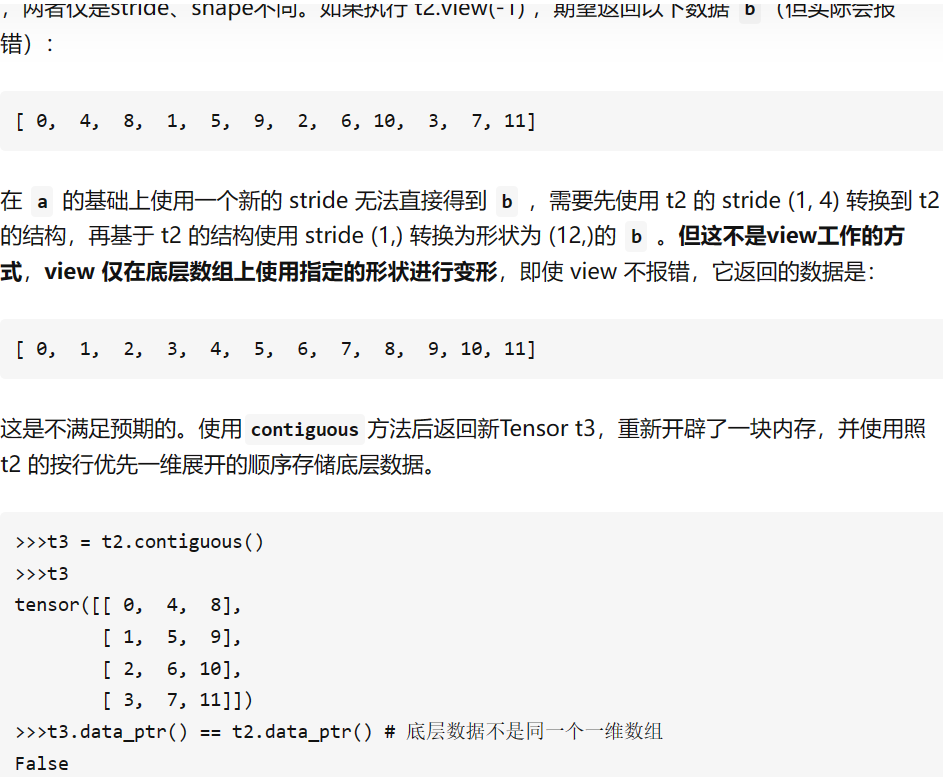 ，两者仅是stride、shape不同。如果执行 t2.view(-1) ，期望返回以下数据 b （但实际会报
错）：
[ 0,  4,  8,  1,  5,  9,  2,  6, 10,  3,  7, 11]
在 a 的基础上使用一个新的 stride 无法直接得到 b ，需要先使用 t2 的 stride (1, 4) 转换到 t2
的结构，再基于 t2 的结构使用 stride (1,) 转换为形状为 (12,)的 b 。但这不是view工作的方
式，view 仅在底层数组上使用指定的形状进行变形，即使 view 不报错，它返回的数据是：
[ 0,  1,  2,  3,  4,  5,  6,  7,  8,  9, 10, 11]
这是不满足预期的。使用 contiguous 方法后返回新Tensor t3，重新开辟了一块内存，并使用照
t2 的按行优先一维展开的顺序存储底层数据。
>>>t3 = t2.contiguous()
>>>t3
tensor([[ 0,  4,  8],
        [ 1,  5,  9],
        [ 2,  6, 10],
        [ 3,  7, 11]])
>>>t3.data_ptr() == t2.data_ptr() # 底层数据不是同一个一维数组
False